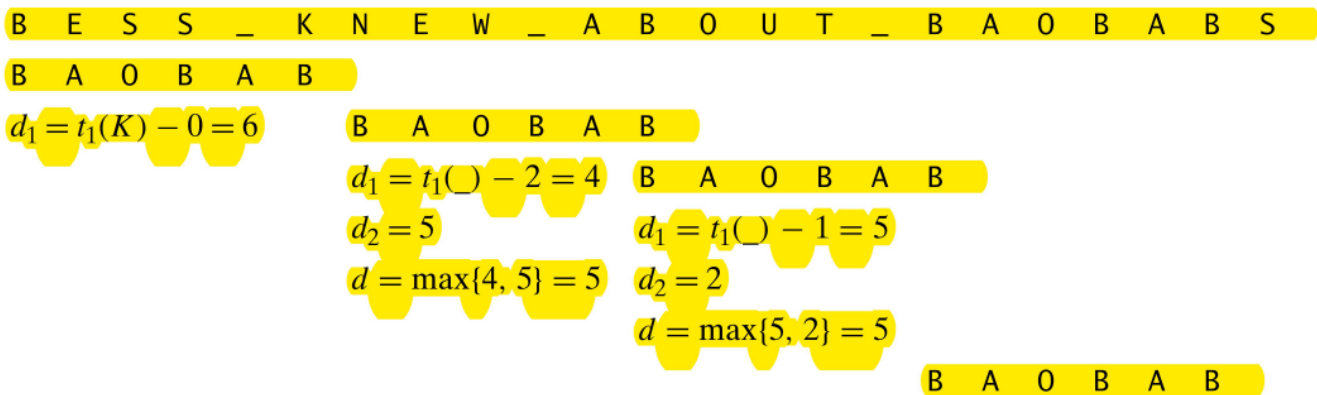 B E S S _ K N E W _ A B O U T _ B A O B A B S
B A O B A B
d₁ = t₁(K) − 0 = 6 B A O B A B
d₁ = t₁(_) − 2 = 4 B A O B A B
d₂ = 5 d₁ = t₁(_) − 1 = 5
d = max{4, 5} = 5 d₂ = 2
d = max{5, 2} = 5
B A O B A B